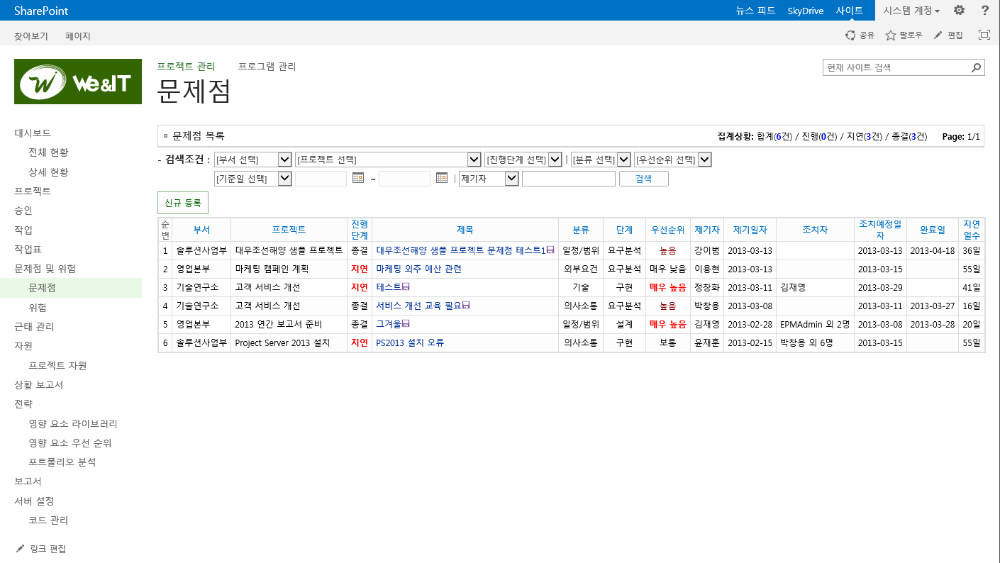 SharePoint
뉴스 피드 SkyDrive 사이트 시스템 계정 ?
찾아보기 페이지
공유 팔로우 편집
We&IT
프로젝트 관리 프로그램 관리
문제점
현재 사이트 검색
대시보드
전체 현황
상세 현황
프로젝트
승인
작업
작업표
문제점 및 위험
문제점
위험
근태 관리
자원
프로젝트 자원
상황 보고서
전략
영향 요소 라이브러리
영향 요소 우선 순위
포트폴리오 분석
보고서
서버 설정
코드 관리
링크 편집
문제점 목록 집계상황: 합계(6건) / 진행(0건) / 지연(3건) / 종결(3건) Page: 1/1
- 검색조건 : [부서 선택] [프로젝트 선택] [진행단계 선택] | [분류 선택] [우선순위 선택]
[기준일 선택] ~ | 제기자 검색
신규 등록
순번 부서 프로젝트 진행단계 제목 분류 단계 우선순위 제기자 제기일자 조치자 조치예정일자 완료일 지연일수
1 솔루션사업부 대우조선해양 샘플 프로젝트 종결 대우조선해양 샘플 프로젝트 문제점 테스트1 일정/범위 요구분석 높음 강이범 2013-03-13 2013-03-13 2013-04-18 36일
2 영업본부 마케팅 캠페인 계획 지연 마케팅 외주 예산 관련 외부요건 요구분석 매우 낮음 이용현 2013-03-13 2013-03-15 55일
3 기술연구소 고객 서비스 개선 지연 테스트 기술 구현 매우 높음 정창화 2013-03-11 김재영 2013-03-29 41일
4 기술연구소 고객 서비스 개선 종결 서비스 개선 교육 필요 의사소통 요구분석 높음 박창용 2013-03-08 2013-03-11 2013-03-27 16일
5 영업본부 2013 연간 보고서 준비 종결 그겨울 일정/범위 설계 매우 높음 김재영 2013-02-28 EPMAdmin 외 2명 2013-03-08 2013-03-28 20일
6 솔루션사업부 Project Server 2013 설치 지연 PS2013 설치 오류 의사소통 구현 보통 윤재훈 2013-02-15 박창용 외 6명 2013-03-15 55일